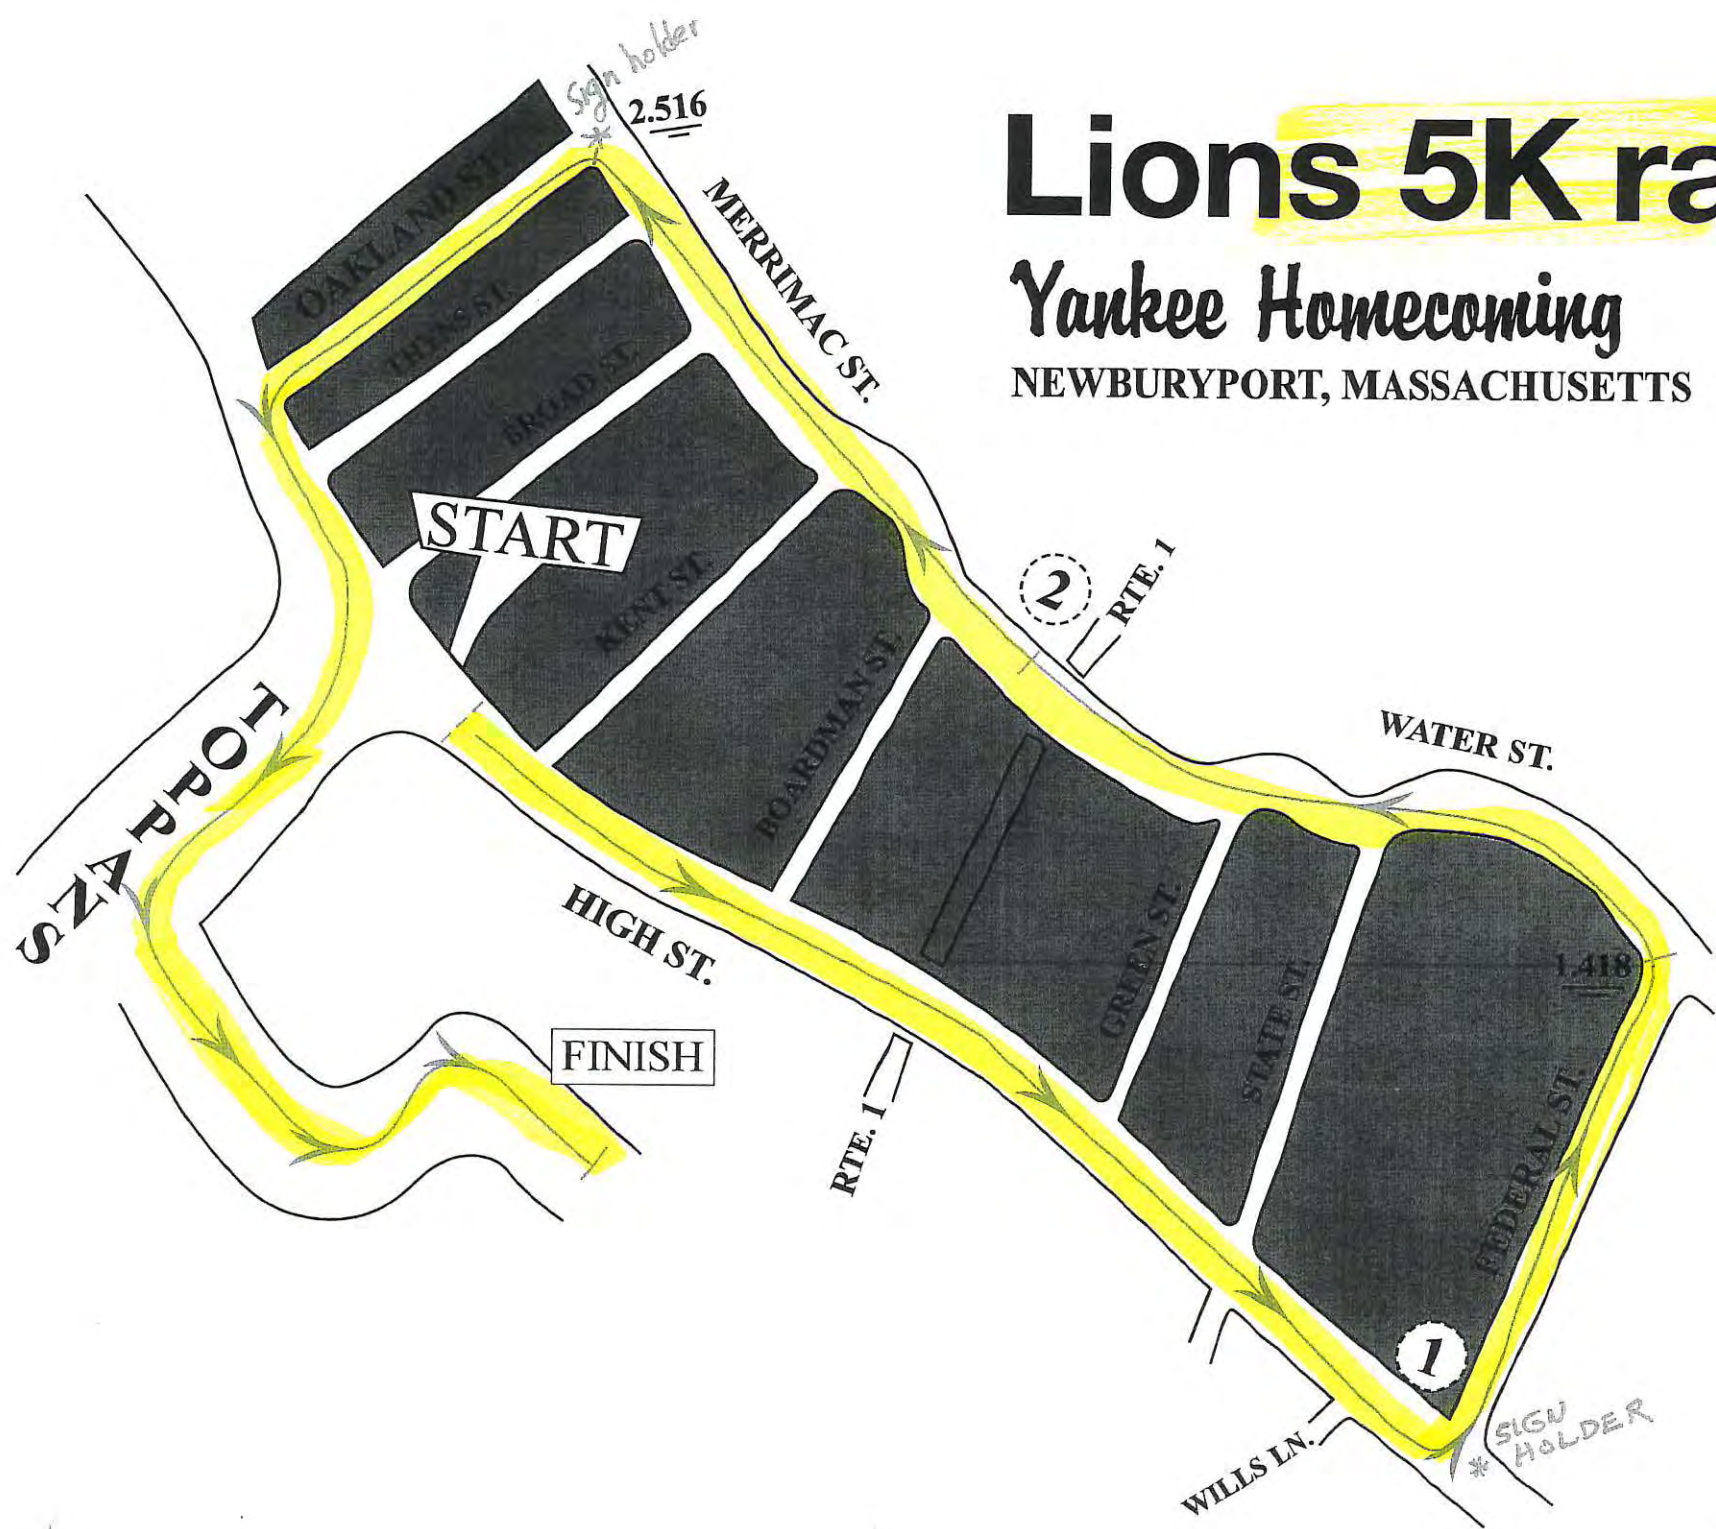 Sign holder
2.516
Lions 5K ra
Yankee Homecoming
NEWBURYPORT, MASSACHUSETTS
OAKLAND ST.
MERRIMAC ST.
BROAD ST.
START
KENT ST.
2
RTE. 1
BOARDMAN ST.
TOPPANS
WATER ST.
HIGH ST.
GREEN ST.
STATE ST.
1.418
FINISH
RTE. 1
FEDERAL ST.
1
WILLS LN.
SIGN
HOLDER